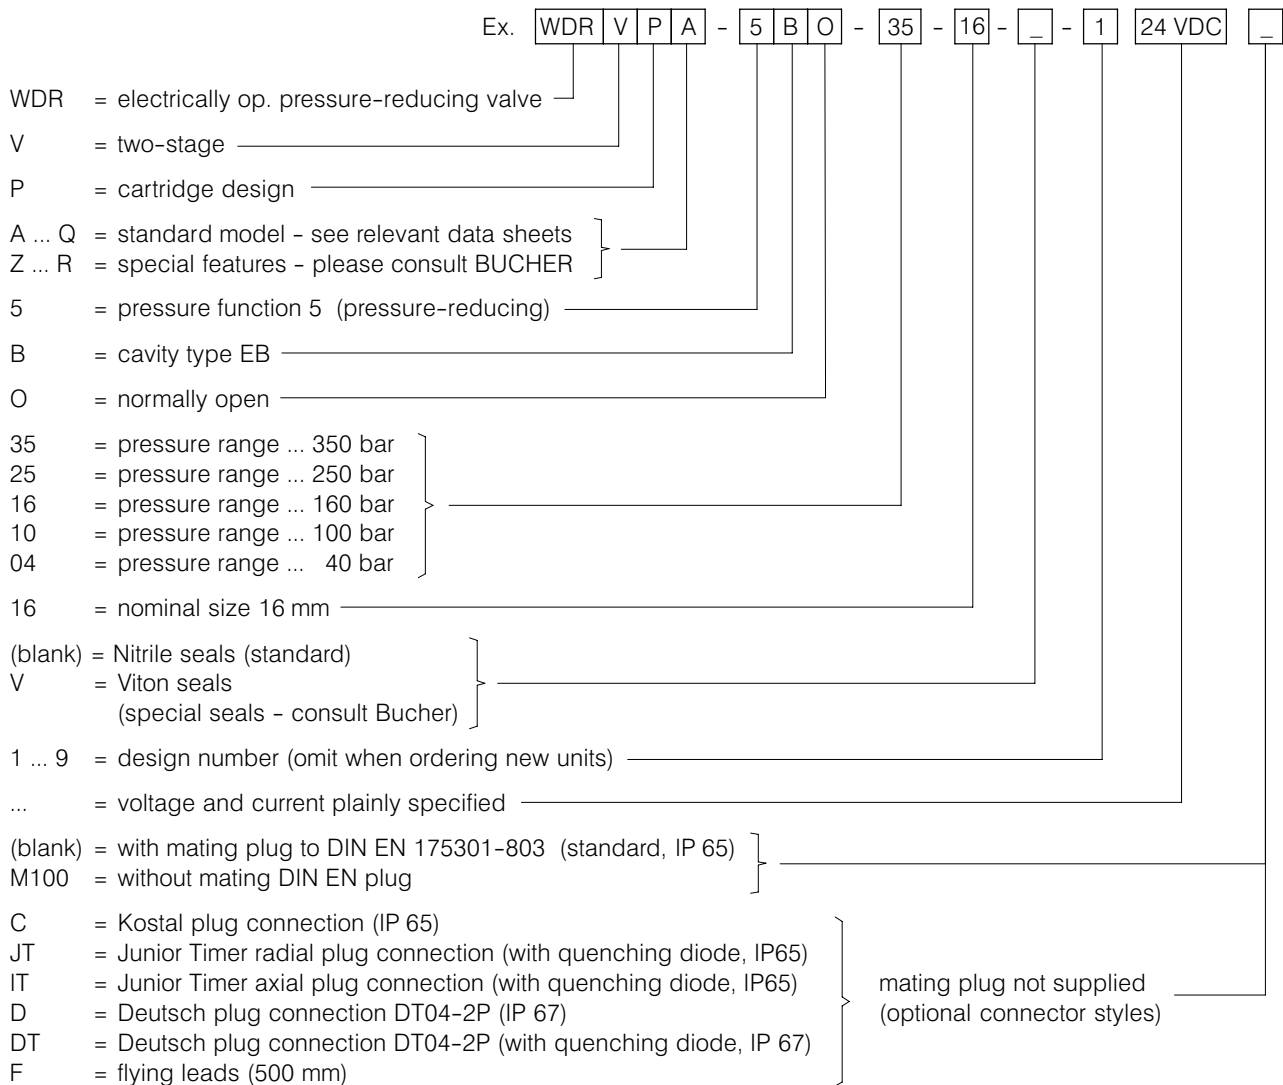 Ex. WDR V P A - 5 B O - 35 - 16 - _ - 1 24 VDC _
WDR = electrically op. pressure-reducing valve
V = two-stage
P = cartridge design
A ... Q = standard model - see relevant data sheets
Z ... R = special features - please consult BUCHER
5 = pressure function 5 (pressure-reducing)
B = cavity type EB
O = normally open
35 = pressure range ... 350 bar
25 = pressure range ... 250 bar
16 = pressure range ... 160 bar
10 = pressure range ... 100 bar
04 = pressure range ... 40 bar
16 = nominal size 16 mm
(blank) = Nitrile seals (standard)
V = Viton seals
(special seals - consult Bucher)
1 ... 9 = design number (omit when ordering new units)
... = voltage and current plainly specified
(blank) = with mating plug to DIN EN 175301-803 (standard, IP 65)
M100 = without mating DIN EN plug
C = Kostal plug connection (IP 65)
JT = Junior Timer radial plug connection (with quenching diode, IP65)
IT = Junior Timer axial plug connection (with quenching diode, IP65)
D = Deutsch plug connection DT04-2P (IP 67)
DT = Deutsch plug connection DT04-2P (with quenching diode, IP 67)
F = flying leads (500 mm)
mating plug not supplied
(optional connector styles)